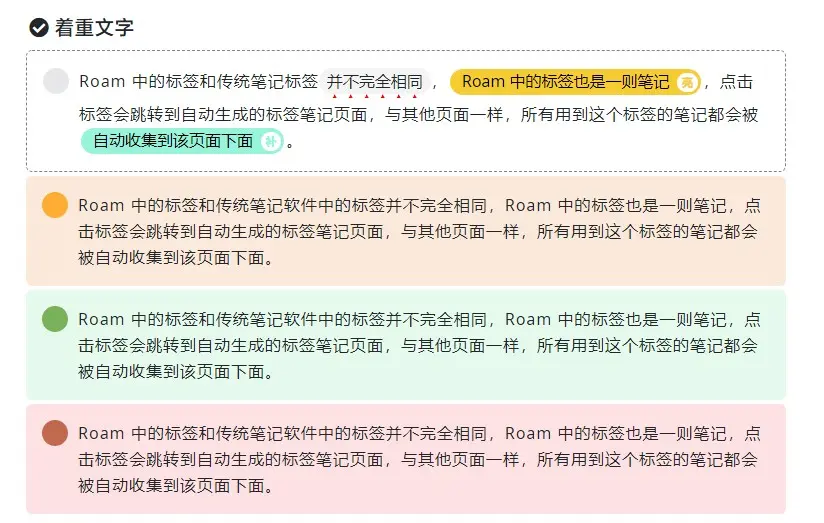 着重文字
Roam 中的标签和传统笔记标签 并不完全相同 ， Roam 中的标签也是一则笔记 亮 ，点击
标签会跳转到自动生成的标签笔记页面，与其他页面一样，所有用到这个标签的笔记都会被
自动收集到该页面下面 补 。
Roam 中的标签和传统笔记软件中的标签并不完全相同，Roam 中的标签也是一则笔记，点
击标签会跳转到自动生成的标签笔记页面，与其他页面一样，所有用到这个标签的笔记都会
被自动收集到该页面下面。
Roam 中的标签和传统笔记软件中的标签并不完全相同，Roam 中的标签也是一则笔记，点
击标签会跳转到自动生成的标签笔记页面，与其他页面一样，所有用到这个标签的笔记都会
被自动收集到该页面下面。
Roam 中的标签和传统笔记软件中的标签并不完全相同，Roam 中的标签也是一则笔记，点
击标签会跳转到自动生成的标签笔记页面，与其他页面一样，所有用到这个标签的笔记都会
被自动收集到该页面下面。